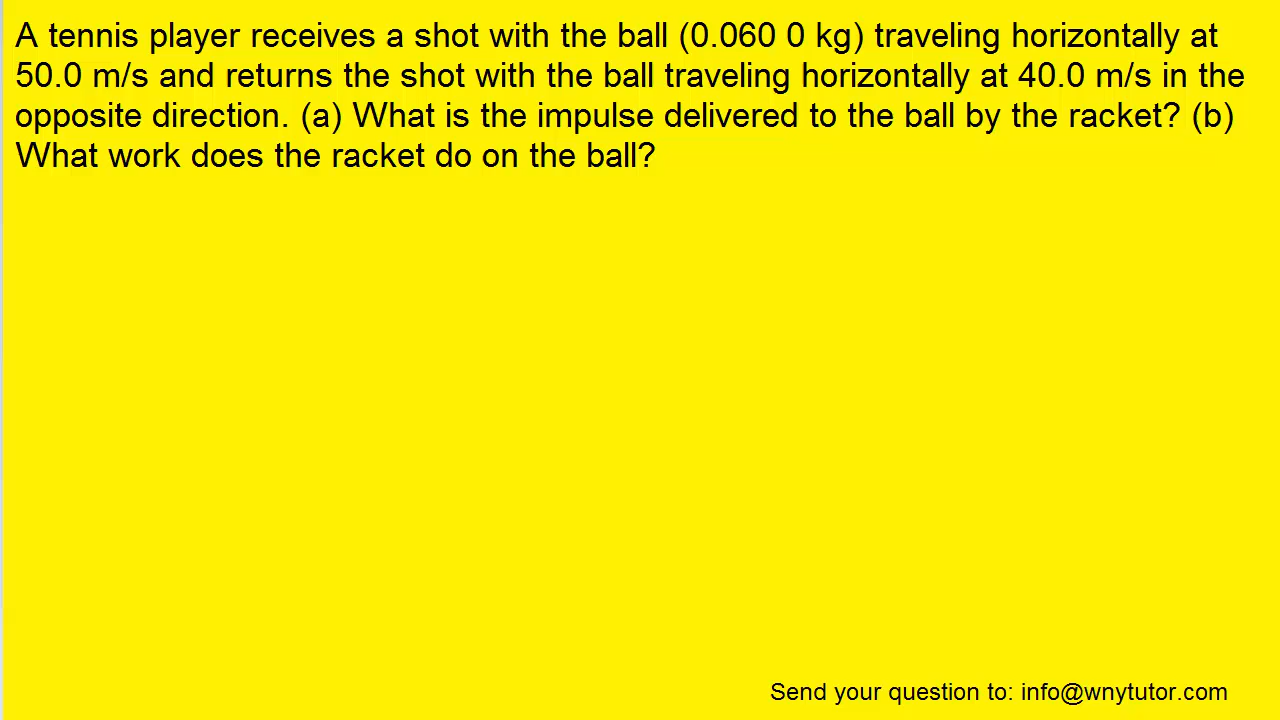 A tennis player receives a shot with the ball (0.060 0 kg) traveling horizontally at
50.0 m/s and returns the shot with the ball traveling horizontally at 40.0 m/s in the
opposite direction. (a) What is the impulse delivered to the ball by the racket? (b)
What work does the racket do on the ball?
Send your question to: info@wnytutor.com